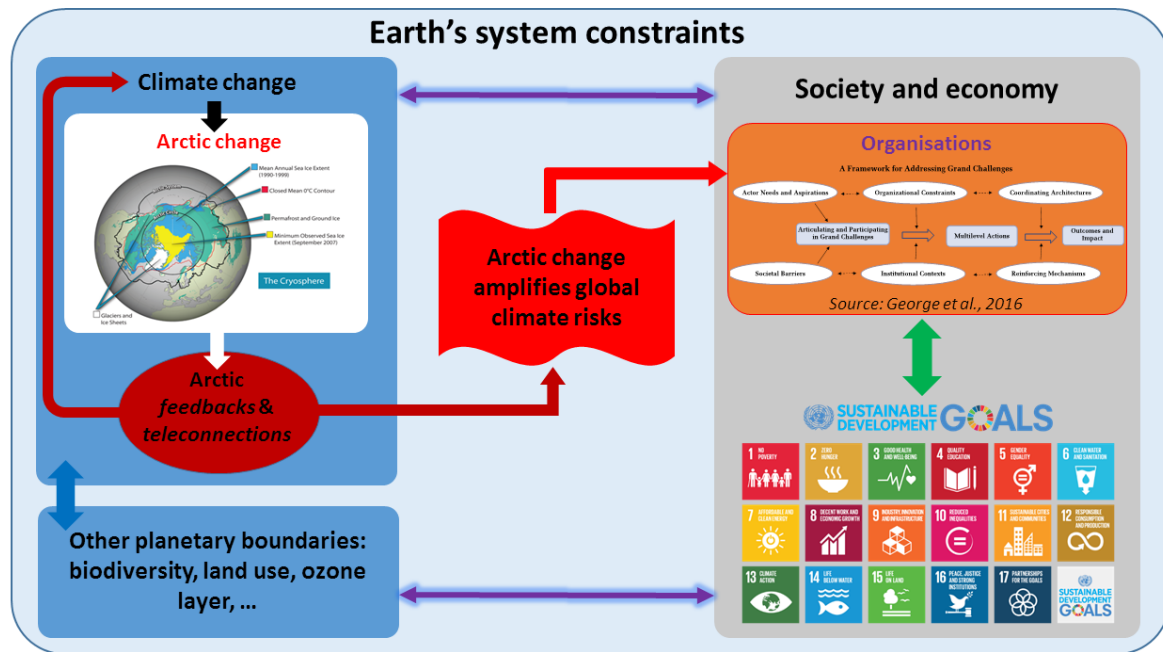 Earth's system constraints
Climate change
Arctic change
Mean Annual Sea Ice Extent
(1990-1999)
Closed Mean 0°C Contour
Permafrost and Ground Ice
Minimum Observed Sea Ice
Extent (September 2007)
The Cryosphere
Glaciers and
Ice Sheets
Arctic
feedbacks &
teleconnections
Other planetary boundaries:
biodiversity, land use, ozone
layer, ...
Arctic change
amplifies global
climate risks
Society and economy
Organisations
A Framework for Addressing Grand Challenges
Actor Needs and Aspirations
Organizational Constraints
Coordinating Architectures
Articulating and Participating
in Grand Challenges
Multilevel Actions
Outcomes and
Impact
Societal Barriers
Institutional Contexts
Reinforcing Mechanisms
Source: George et al., 2016
SUSTAINABLE
DEVELOPMENT
GOALS
1 NO
POVERTY
2 ZERO
HUNGER
3 GOOD HEALTH
AND WELL-BEING
4 QUALITY
EDUCATION
5 GENDER
EQUALITY
6 CLEAN WATER
AND SANITATION
7 AFFORDABLE AND
CLEAN ENERGY
8 DECENT WORK AND
ECONOMIC GROWTH
9 INDUSTRY, INNOVATION
AND INFRASTRUCTURE
10 REDUCED
INEQUALITIES
11 SUSTAINABLE CITIES
AND COMMUNITIES
12 RESPONSIBLE
CONSUMPTION
AND PRODUCTION
13 CLIMATE
ACTION
14 LIFE
BELOW WATER
15 LIFE
ON LAND
16 PEACE, JUSTICE
AND STRONG
INSTITUTIONS
17 PARTNERSHIPS
FOR THE GOALS
SUSTAINABLE
DEVELOPMENT
GOALS